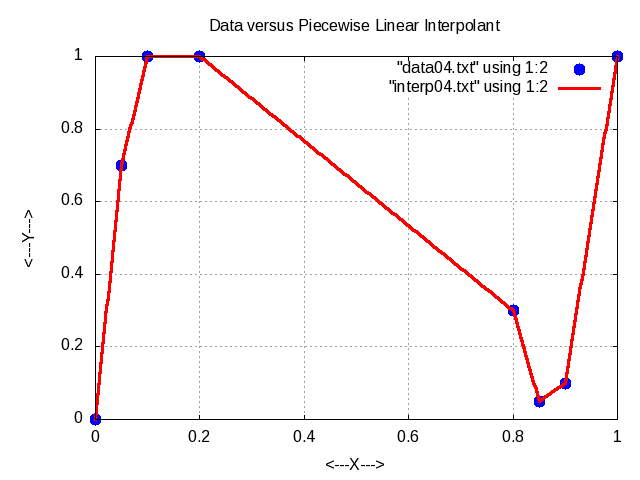 Data versus Piecewise Linear Interpolant
"data04.txt" using 1:2
"interp04.txt" using 1:2
1
0.8
0.6
0.4
0.2
0
<---Y--->
0 0.2 0.4 0.6 0.8 1
<---X--->